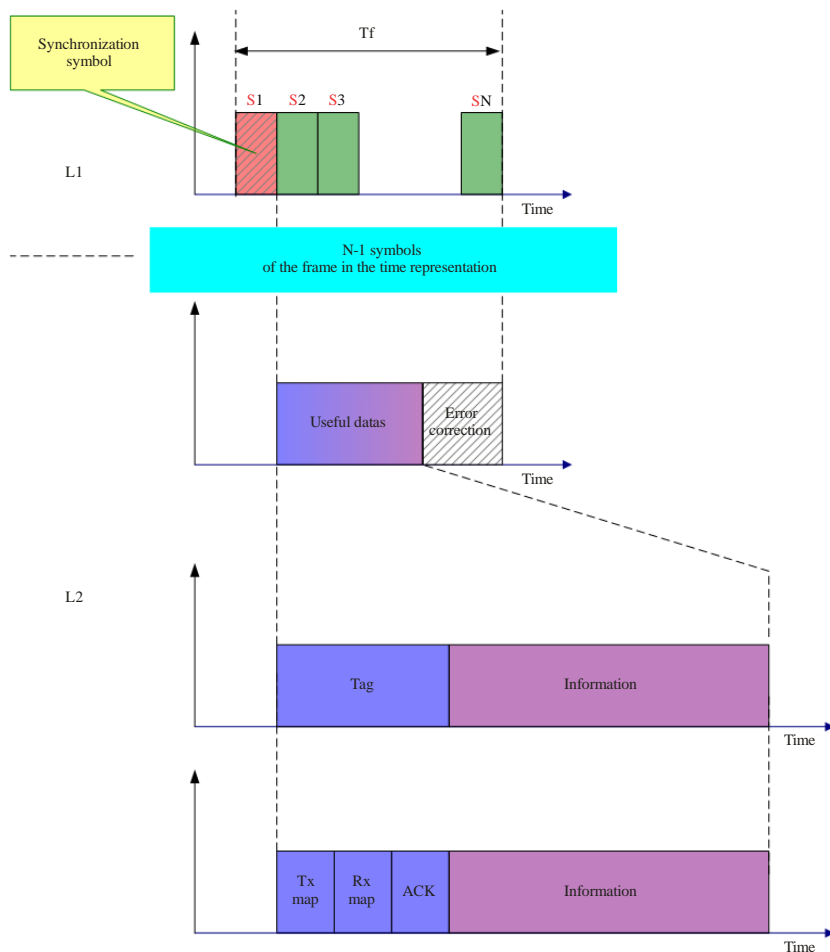 Synchronization
symbol
Tf
S1 S2 S3 SN
L1
Time
N-1 symbols
of the frame in the time representation
Useful datas
Error
correction
Time
L2
Tag
Information
Time
Tx
map
Rx
map
ACK
Information
Time